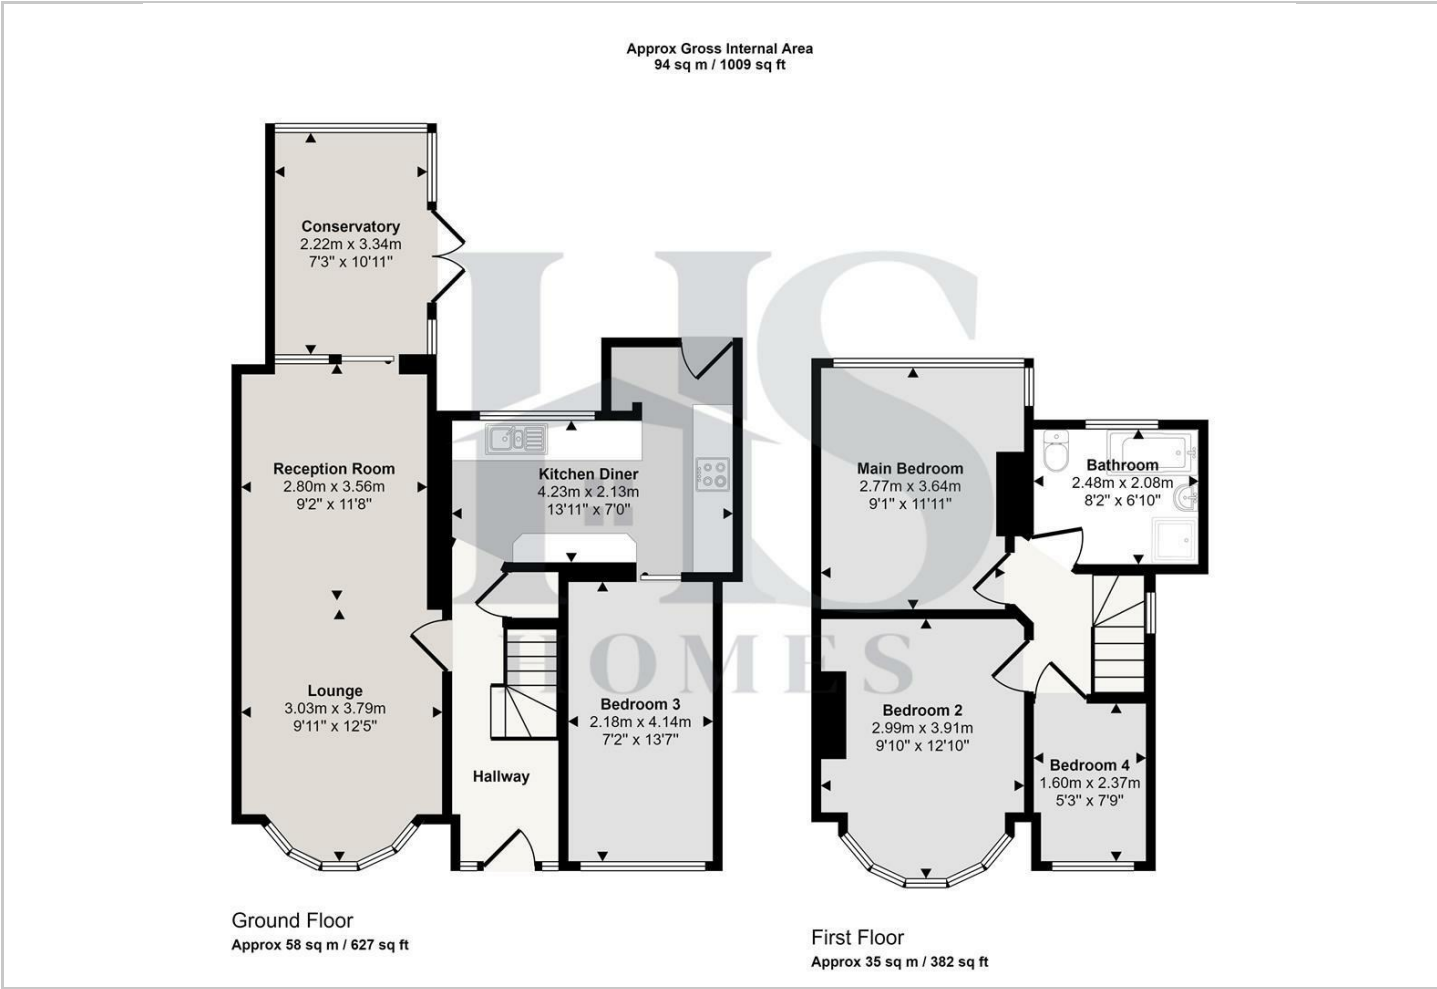 Approx Gross Internal Area
94 sq m / 1009 sq ft
Conservatory
2.22m x 3.34m
7'3" x 10'11"
Reception Room
2.80m x 3.56m
9'2" x 11'8"
Kitchen Diner
4.23m x 2.13m
13'11" x 7'0"
Lounge
3.03m x 3.79m
9'11" x 12'5"
Hallway
Bedroom 3
2.18m x 4.14m
7'2" x 13'7"
Main Bedroom
2.77m x 3.64m
9'1" x 11'11"
Bathroom
2.48m x 2.08m
8'2" x 6'10"
Bedroom 2
2.99m x 3.91m
9'10" x 12'10"
Bedroom 4
1.60m x 2.37m
5'3" x 7'9"
HS
HOMES
Ground Floor
Approx 58 sq m / 627 sq ft
First Floor
Approx 35 sq m / 382 sq ft